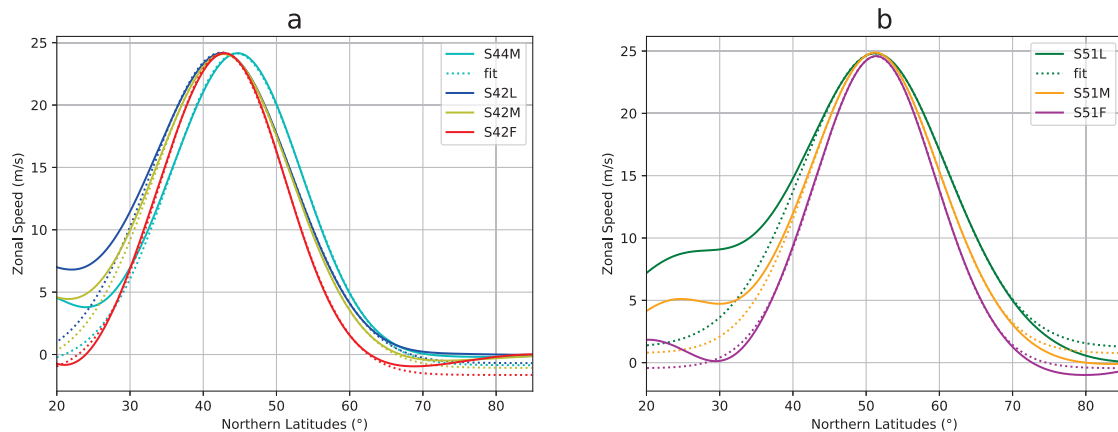 a
25
20
15
10
5
0
Zonal Speed (m/s)
20 30 40 50 60 70 80
Northern Latitudes (°)
S44M
fit
S42L
S42M
S42F
b
25
20
15
10
5
0
Zonal Speed (m/s)
20 30 40 50 60 70 80
Northern Latitudes (°)
S51L
fit
S51M
S51F